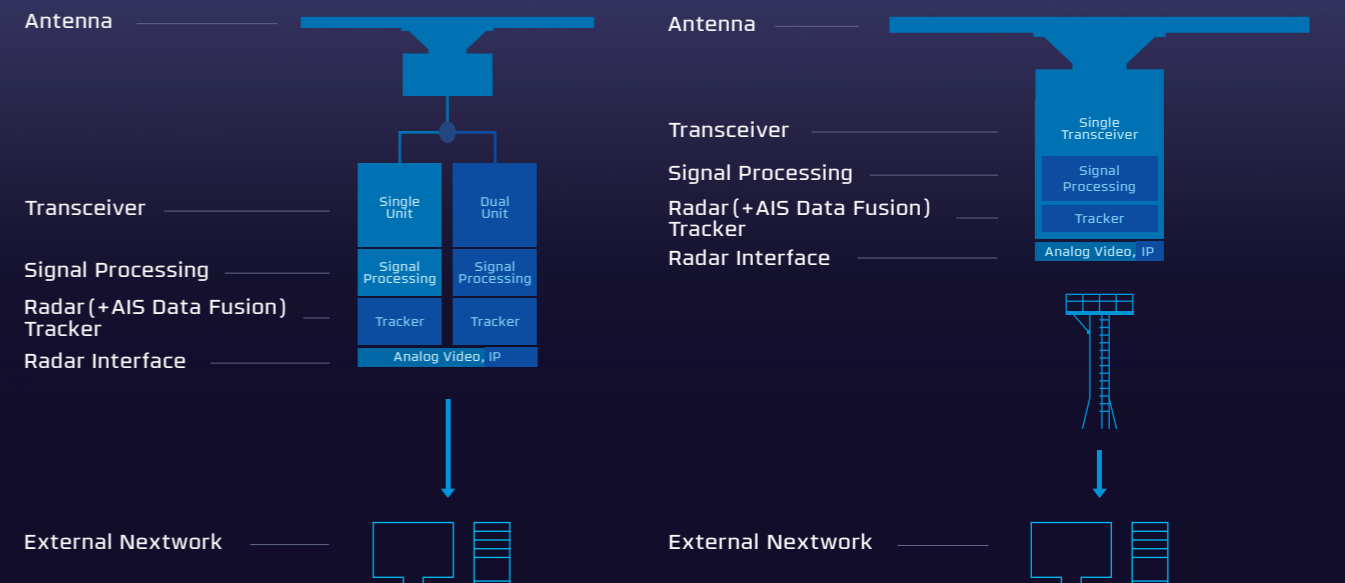 Antenna
Transceiver
Single
Unit
Dual
Unit
Signal Processing
Signal
Processing
Signal
Processing
Radar(+AIS Data Fusion)
Tracker
Tracker
Tracker
Radar Interface
Analog Video, IP
External Nextwork
Antenna
Transceiver
Single
Transceiver
Signal Processing
Signal
Processing
Radar(+AIS Data Fusion)
Tracker
Tracker
Radar Interface
Analog Video, IP
External Nextwork